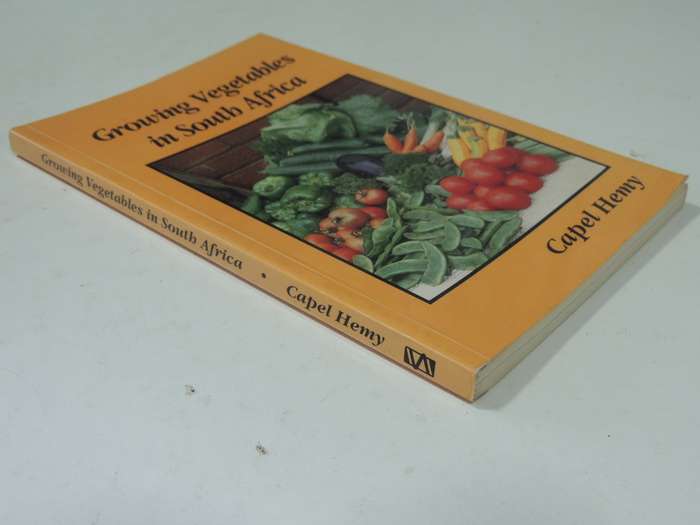 Growing Vegetables
in South Africa
Capel Hemy
Growing Vegetables in South Africa • Capel Hemy